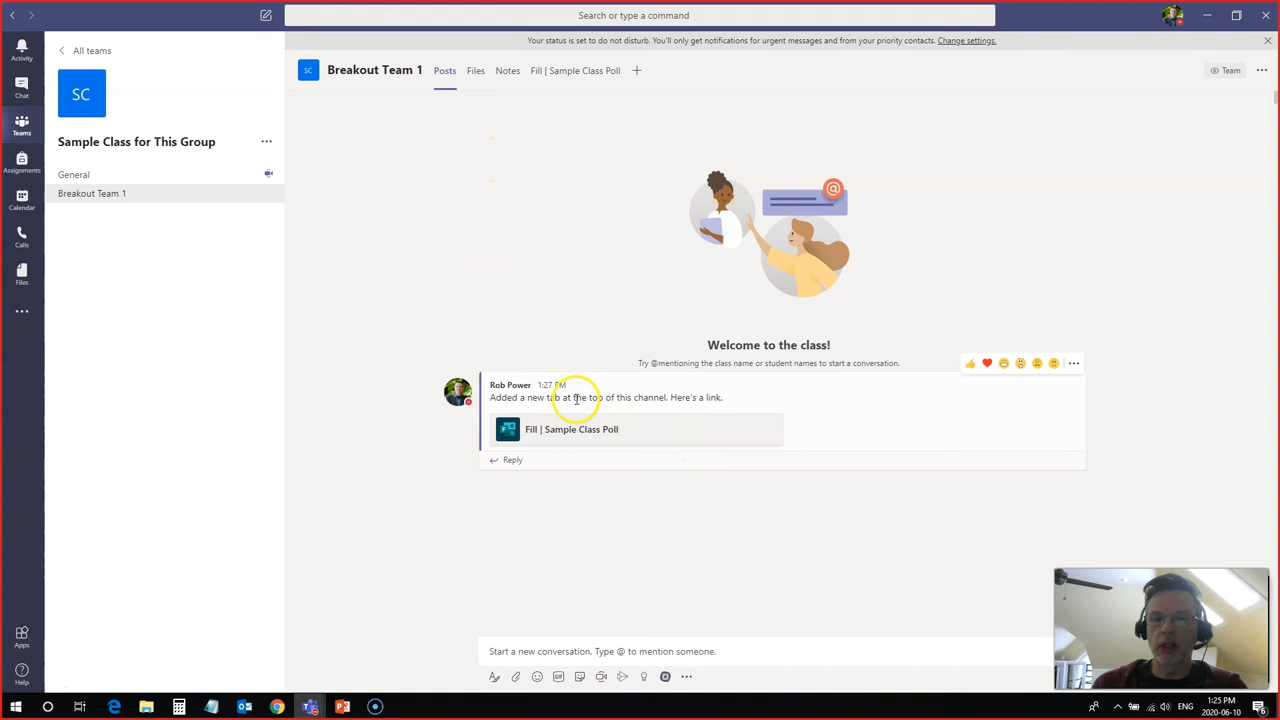 Search or type a command
Your status is set to do not disturb. You'll only get notifications for urgent messages and from your priority contacts. Change settings.
Activity
Chat
Teams
Assignments
Calendar
Calls
Files
Apps
Help
All teams
SC
Sample Class for This Group
General
Breakout Team 1
SC
Breakout Team 1
Posts
Files
Notes
Fill | Sample Class Poll
Team
@
Welcome to the class!
Try @mentioning the class name or student names to start a conversation.
Rob Power 1:27 PM
Added a new tab at the top of this channel. Here's a link.
Fill | Sample Class Poll
Reply
Start a new conversation. Type @ to mention someone.
GIF
ENG
1:25 PM
2020-06-10
6